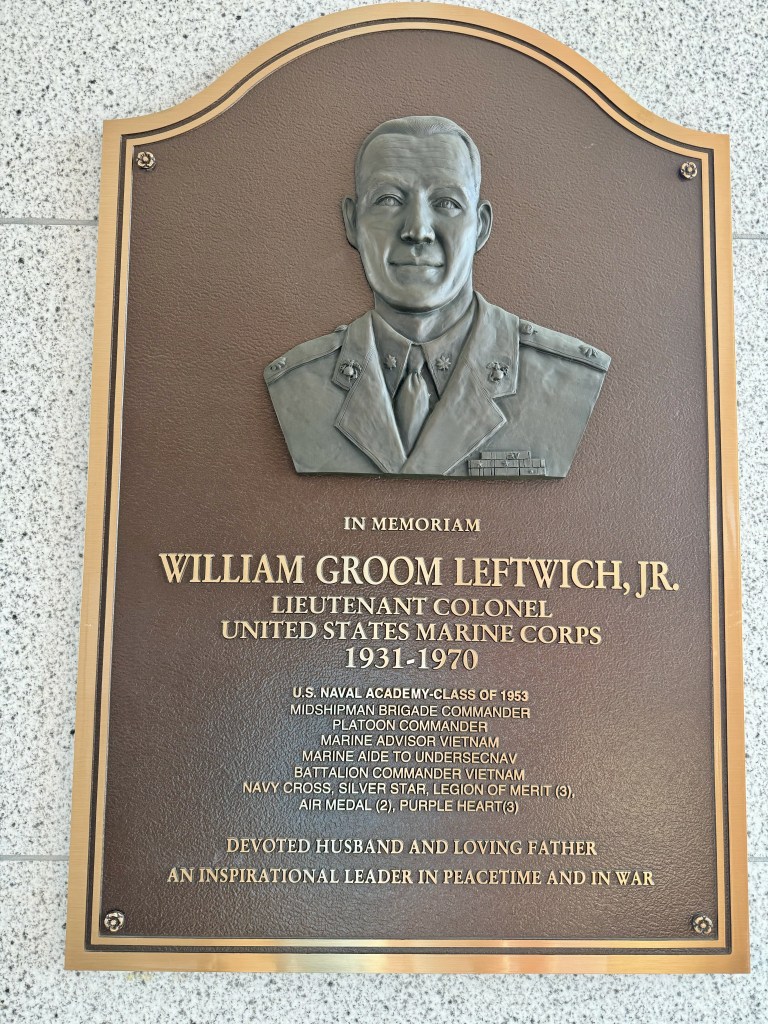 IN MEMORIAM
WILLIAM GROOM LEFTWICH, JR.
LIEUTENANT COLONEL
UNITED STATES MARINE CORPS
1931-1970
U.S. NAVAL ACADEMY-CLASS OF 1953
MIDSHIPMAN BRIGADE COMMANDER
PLATOON COMMANDER
MARINE ADVISOR VIETNAM
MARINE AIDE TO UNDERSECNAV
BATTALION COMMANDER VIETNAM
NAVY CROSS, SILVER STAR, LEGION OF MERIT (3),
AIR MEDAL (2), PURPLE HEART(3)
DEVOTED HUSBAND AND LOVING FATHER
AN INSPIRATIONAL LEADER IN PEACETIME AND IN WAR